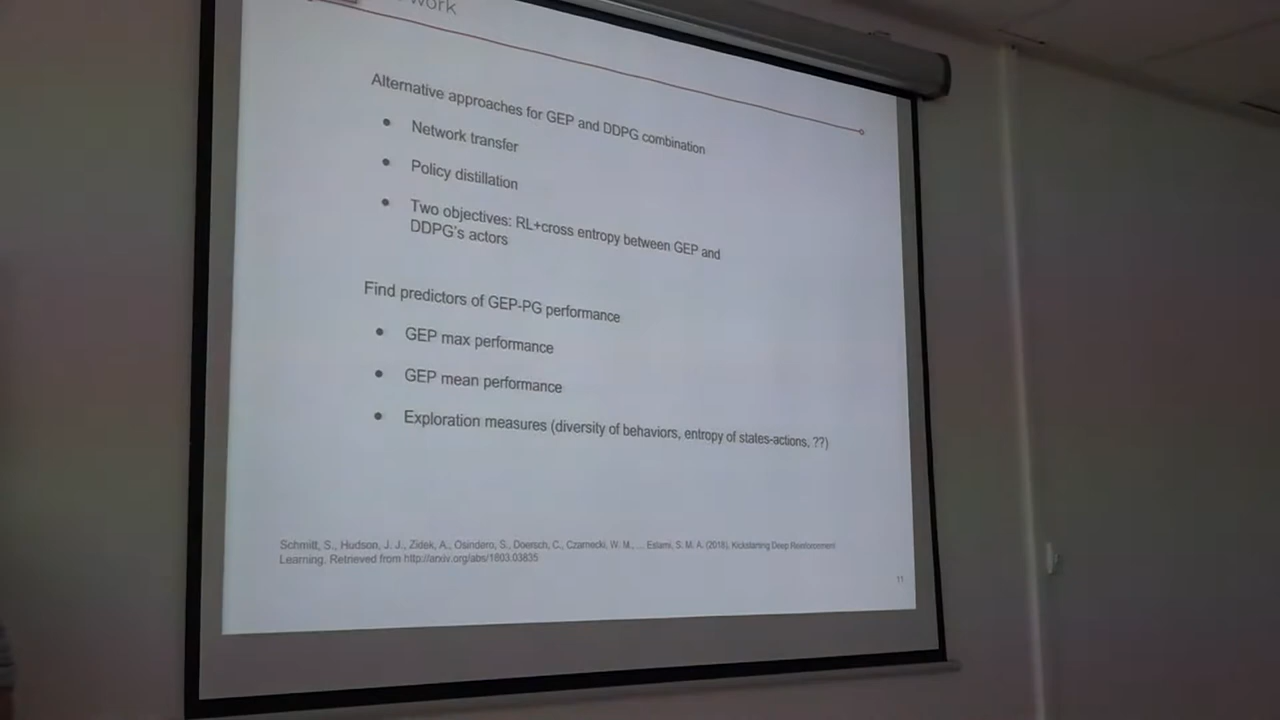 work
Alternative approaches for GEP and DDPG combination
● Network transfer
● Policy distillation
● Two objectives: RL+cross entropy between GEP and
DDPG's actors
Find predictors of GEP-PG performance
● GEP max performance
● GEP mean performance
● Exploration measures (diversity of behaviors, entropy of states-actions, ??)
Schmitt, S., Hudson, J. J., Zidek, A., Osindero, S., Doersch, C., Czarnecki, W. M., ... Eslami, S. M. A. (2018). Kickstarting Deep Reinforcement
Learning. Retrieved from http://arxiv.org/abs/1803.03835
11